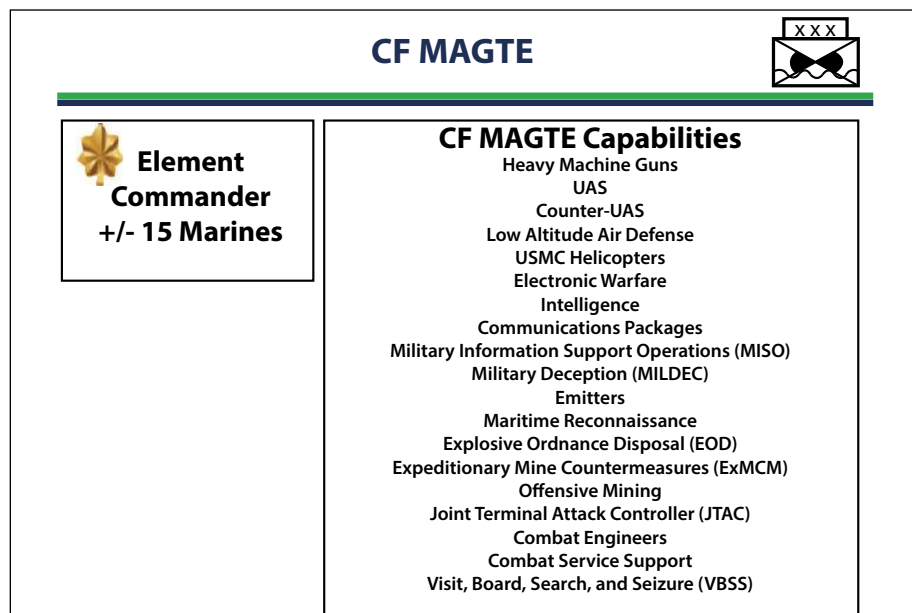 CF MAGTE
X X X
Element
Commander
+/- 15 Marines
CF MAGTE Capabilities
Heavy Machine Guns
UAS
Counter-UAS
Low Altitude Air Defense
USMC Helicopters
Electronic Warfare
Intelligence
Communications Packages
Military Information Support Operations (MISO)
Military Deception (MILDEC)
Emitters
Maritime Reconnaissance
Explosive Ordnance Disposal (EOD)
Expeditionary Mine Countermeasures (ExMCM)
Offensive Mining
Joint Terminal Attack Controller (JTAC)
Combat Engineers
Combat Service Support
Visit, Board, Search, and Seizure (VBSS)